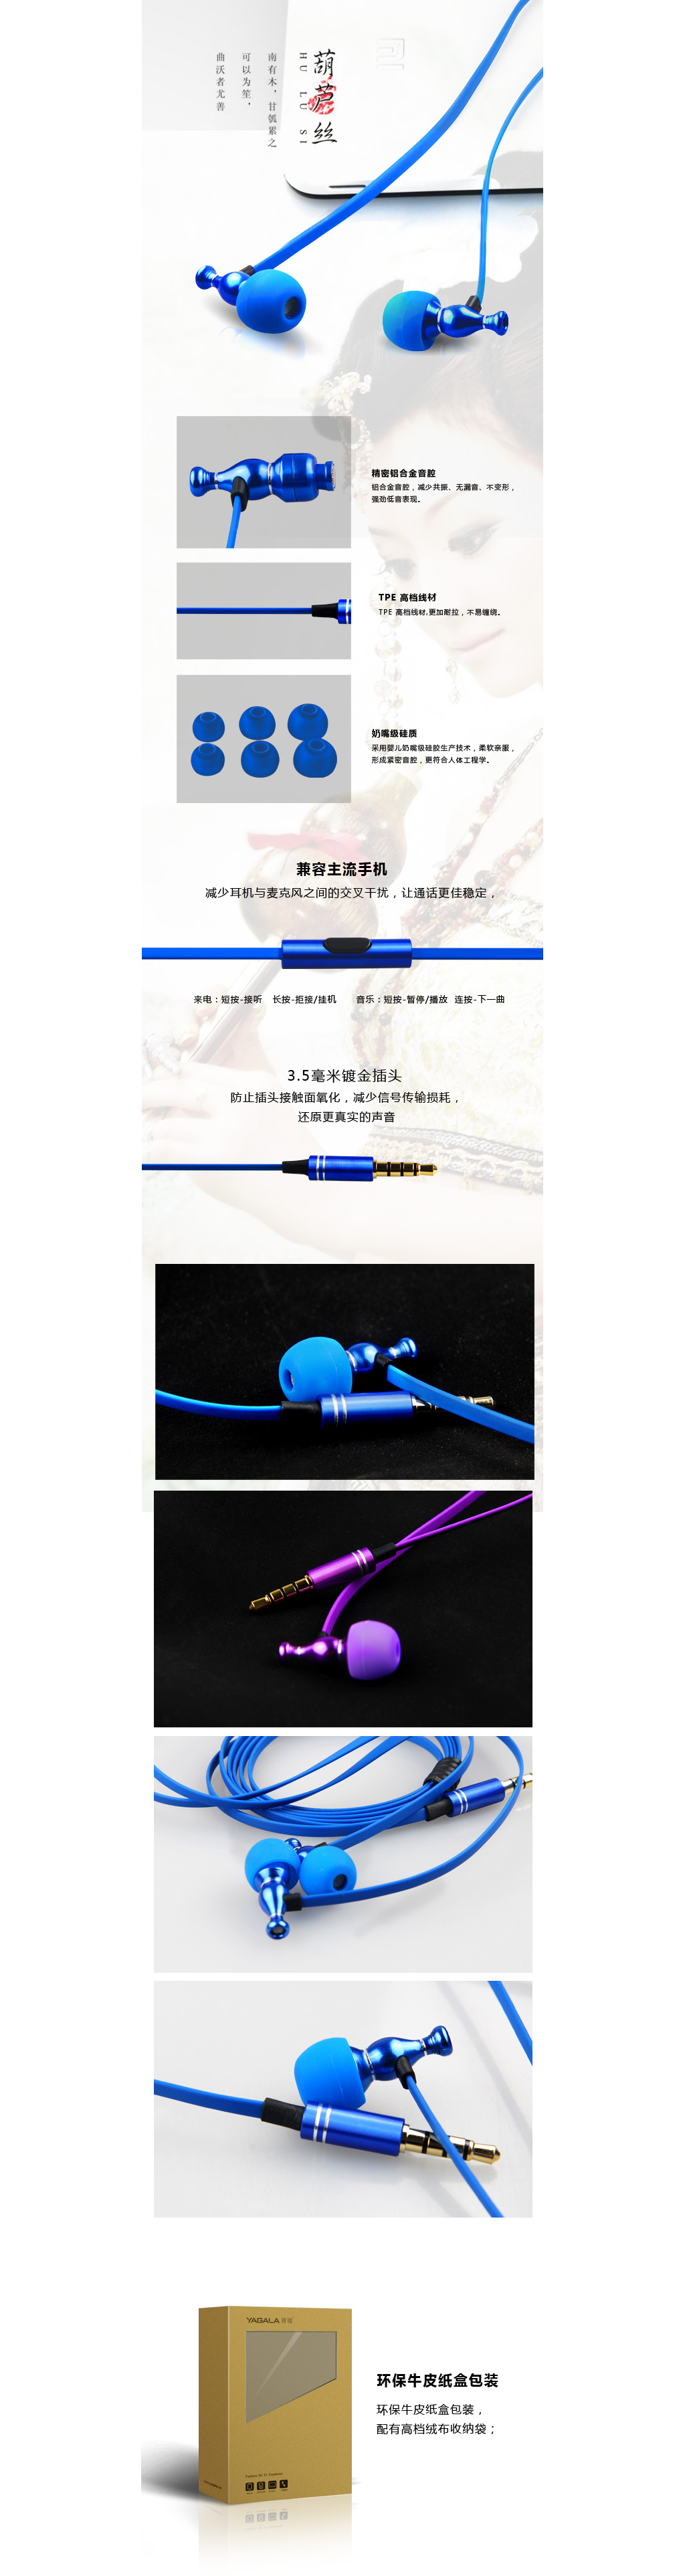 葫芦丝
HU LU SI
南有木，甘瓠累之
可以为笙，
曲沃者尤善
精密铝合金音腔
铝合金音腔，减少共振、无漏音、不变形，
强劲低音表现。
TPE 高档线材
TPE 高档线材,更加耐拉，不易缠绕。
奶嘴级硅质
采用婴儿奶嘴级硅胶生产技术，柔软亲服，
形成紧密音腔，更符合人体工程学。
兼容主流手机
减少耳机与麦克风之间的交叉干扰，让通话更佳稳定，
来电：短按-接听 长按-拒接/挂机 音乐：短按-暂停/播放 连按-下一曲
3.5毫米镀金插头
防止插头接触面氧化，减少信号传输损耗，
还原更真实的声音
YAGALA
环保牛皮纸盒包装
环保牛皮纸盒包装，
配有高档绒布收纳袋；